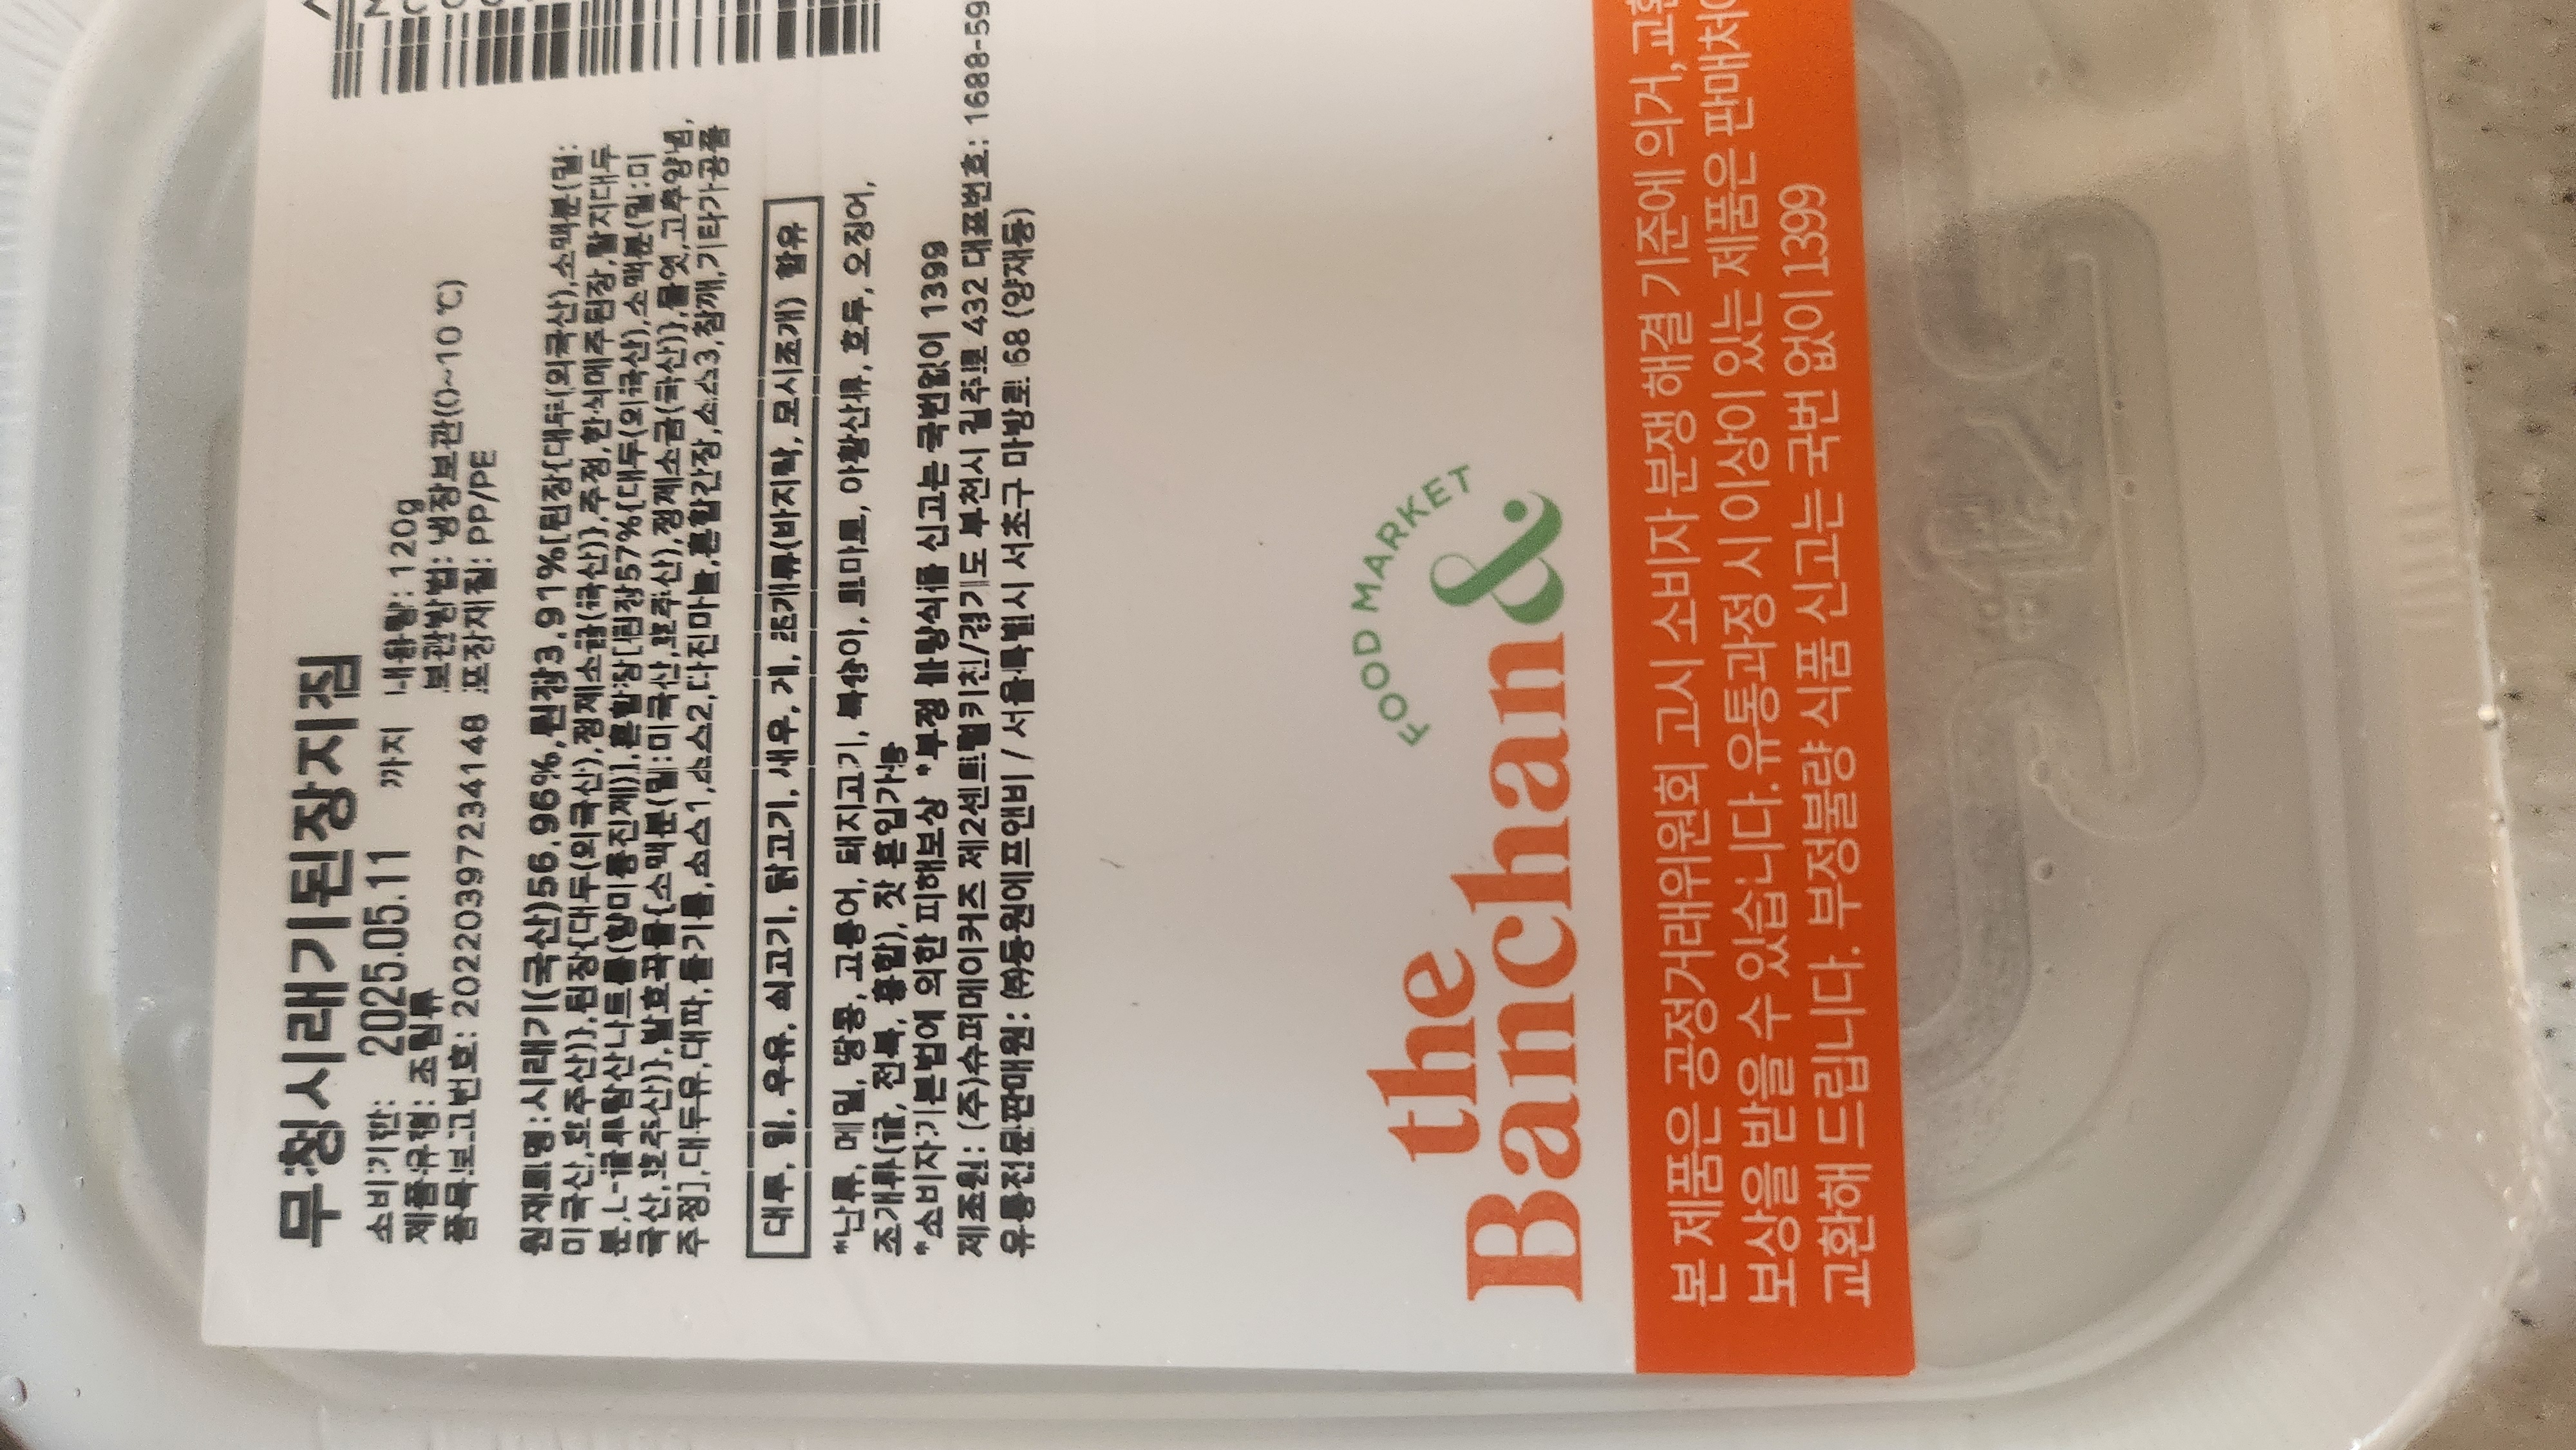 무청시래기된장지짐
소비기한: 2025.05.11 까지 내용량: 120g
제품유형: 조림류 보관방법: 냉장보관(0~10℃)
품목보고번호: 20220397234148 포장재질: PP/PE
원재료명:시래기(국산)56.96%,된장3.91%[된장{대두(외국산),소맥분(밀:
미국산,호주산)},된장{대두(외국산),정제소금(국산)},주정,한식메주된장,탈지대두
분,L-글루탐산나트륨(향미증진제)],혼합장[된장57%{대두(외국산),소맥분(밀:미
국산,호주산)},발효곡물{소맥분(밀:미국산,호주산),정제소금(국산)},물엿,고추양념,
주정],대두유,대파,들기름,소스1,소스2,다진마늘,혼합간장,소스3,참깨,기타가공품
대두, 밀, 우유, 쇠고기, 닭고기, 새우, 게, 조개류(바지락, 모시조개) 함유
*난류, 메밀, 땅콩, 고등어, 돼지고기, 복숭아, 토마토, 아황산류, 호두, 오징어,
조개류(굴, 전복, 홍합), 잣 혼입가능
*소비자기본법에 의한 피해보상 *부정 불량식품 신고는 국번없이 1399
제조원: (주)슈퍼메이커즈 제2센트럴키친/경기도 부천시 길주로 432 대표번호: 1688-59
유통전문판매원: ㈜동원에프앤비 / 서울특별시 서초구 마방로 68 (양재동)
FOOD MARKET
the
Banchan&
본 제품은 공정거래위원회 고시 소비자 분쟁 해결 기준에 의거, 교환
보상을 받을 수 있습니다. 유통과정 시 이상이 있는 제품은 판매처
교환해 드립니다. 부정불량 식품 신고는 국번 없이 1399